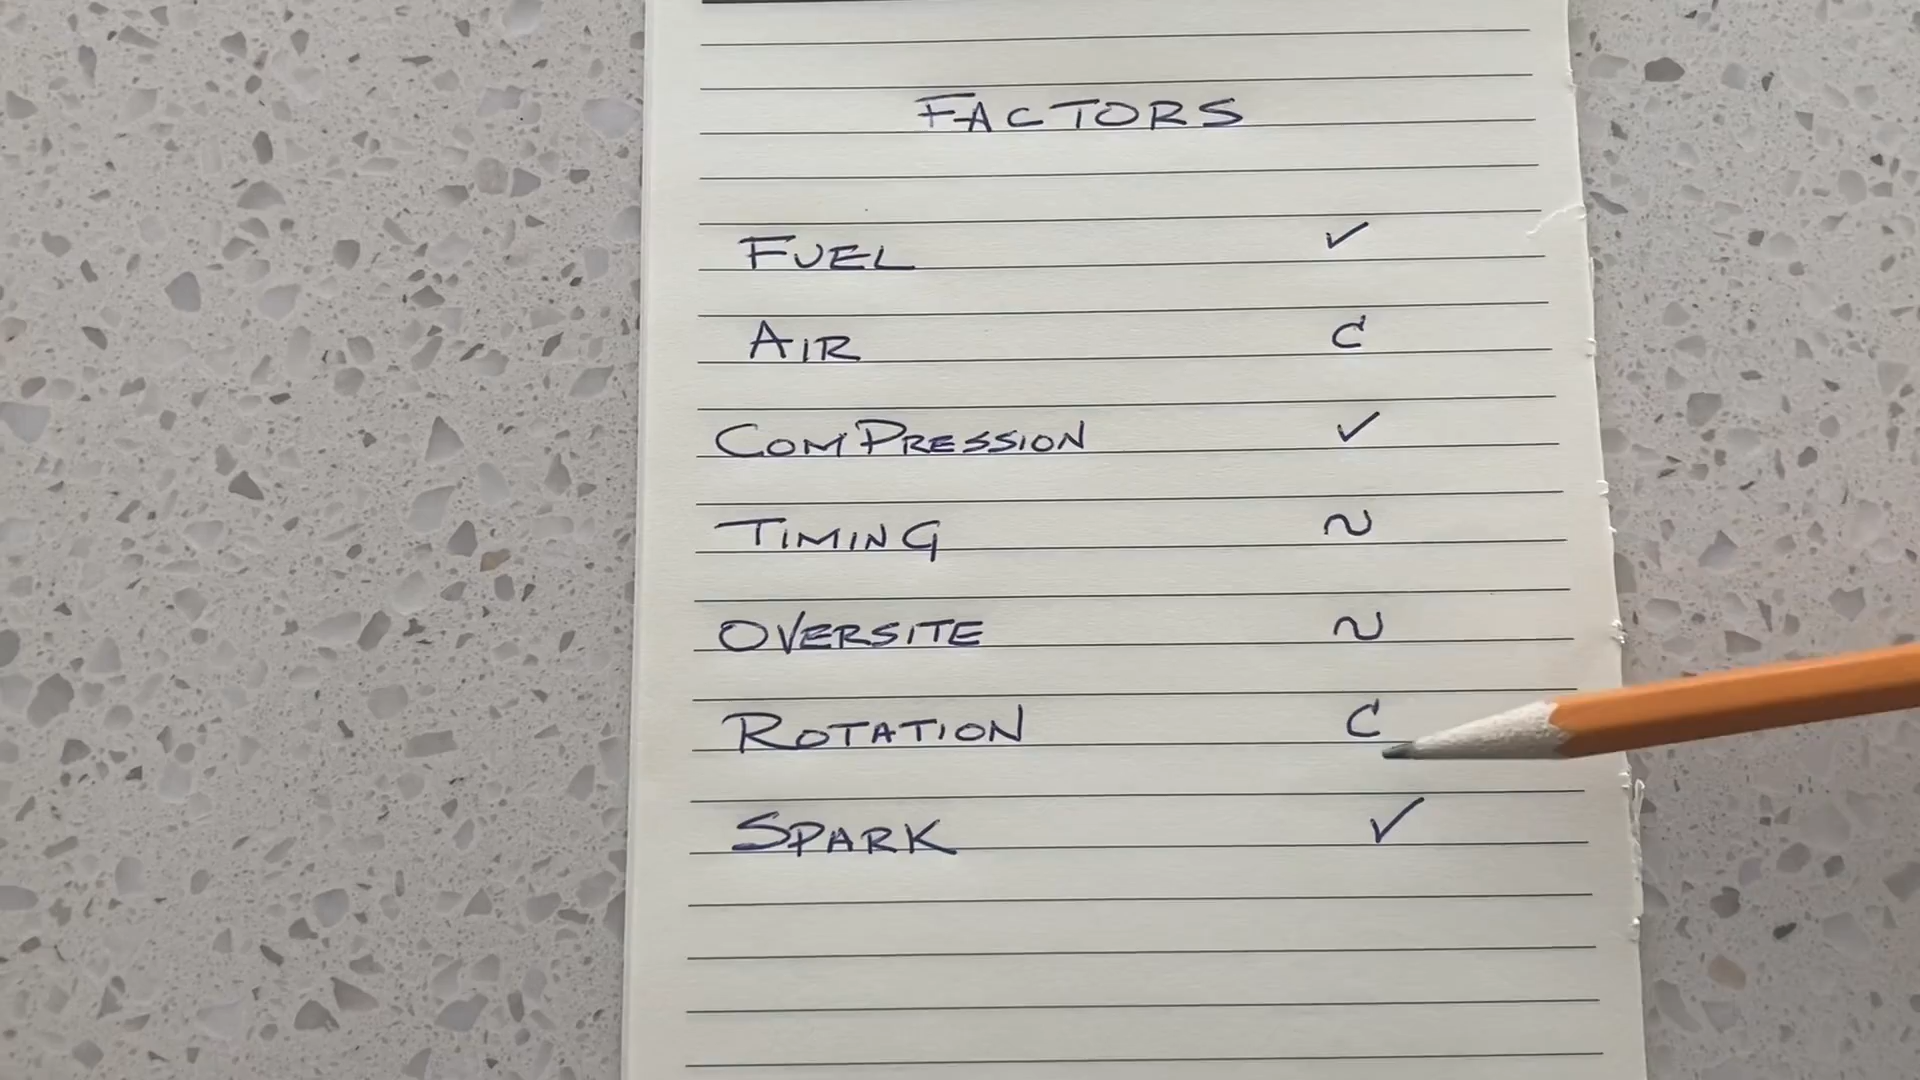 FACTORS
FUEL ✓
AIR C
COMPRESSION ✓
TIMING ~
OVERSITE ~
ROTATION C
SPARK ✓